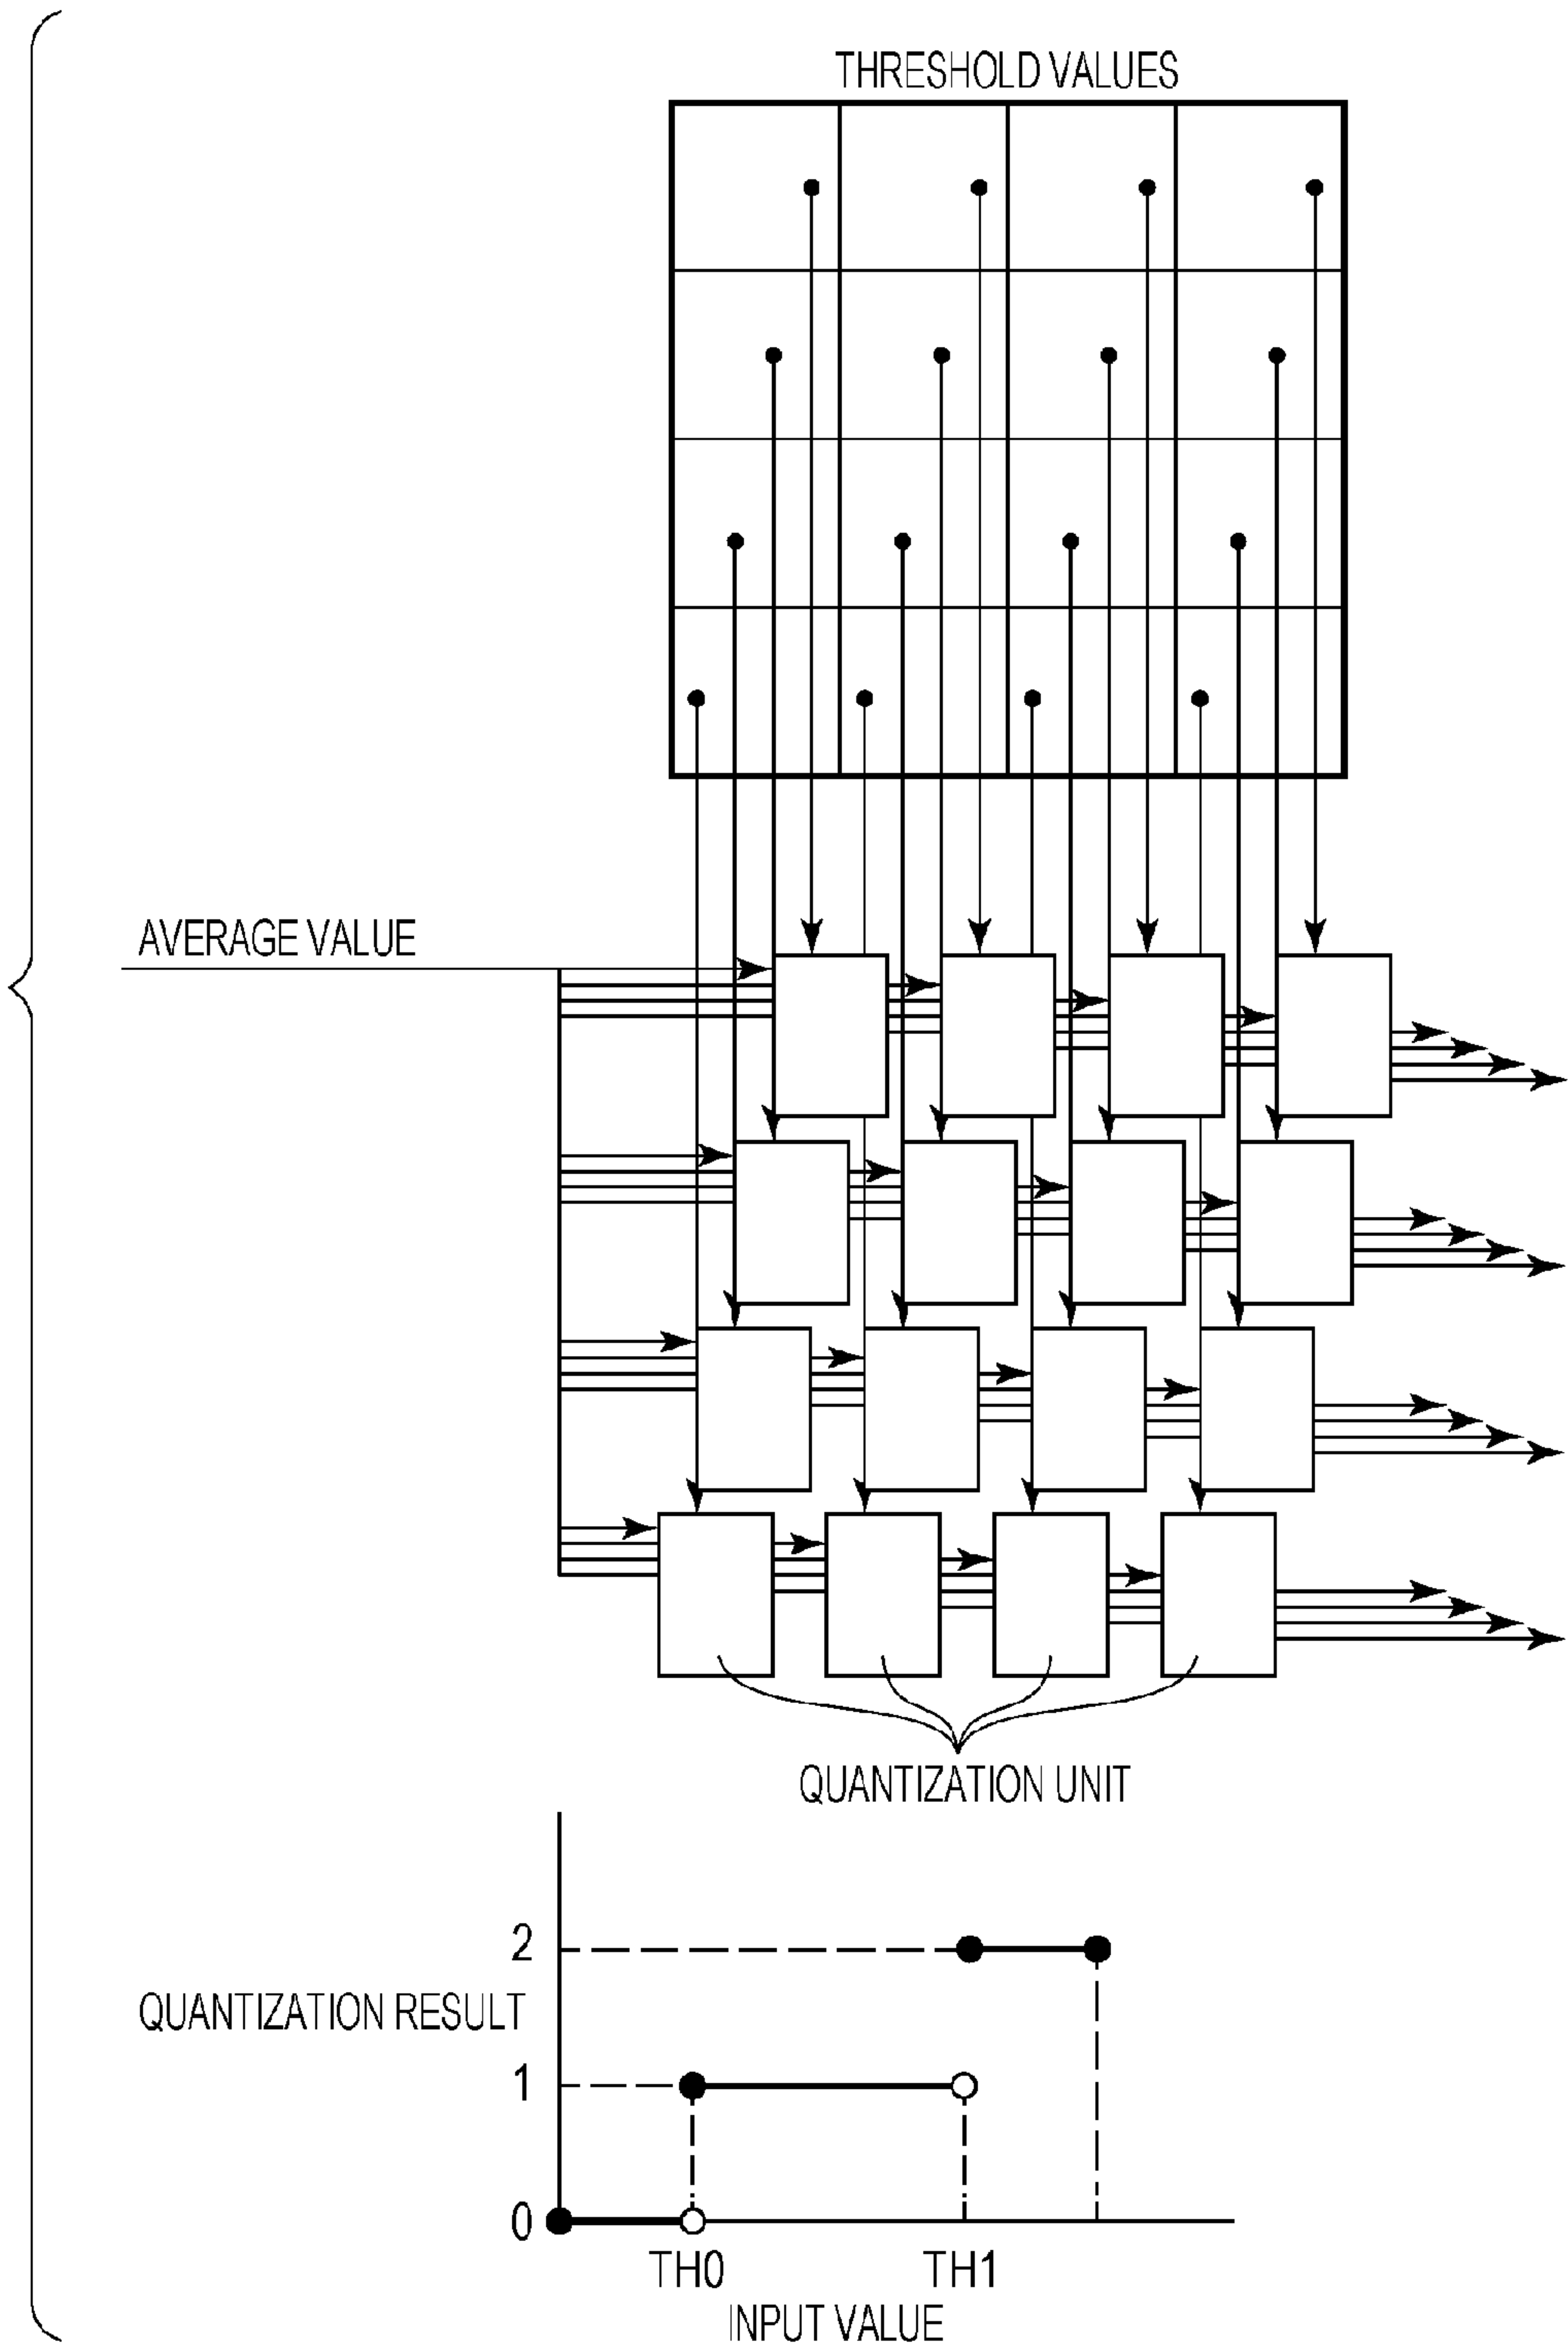 THRESHOLD VALUES
AVERAGE VALUE
QUANTIZATION UNIT
2
QUANTIZATION RESULT
1
0
TH0 TH1
INPUT VALUE